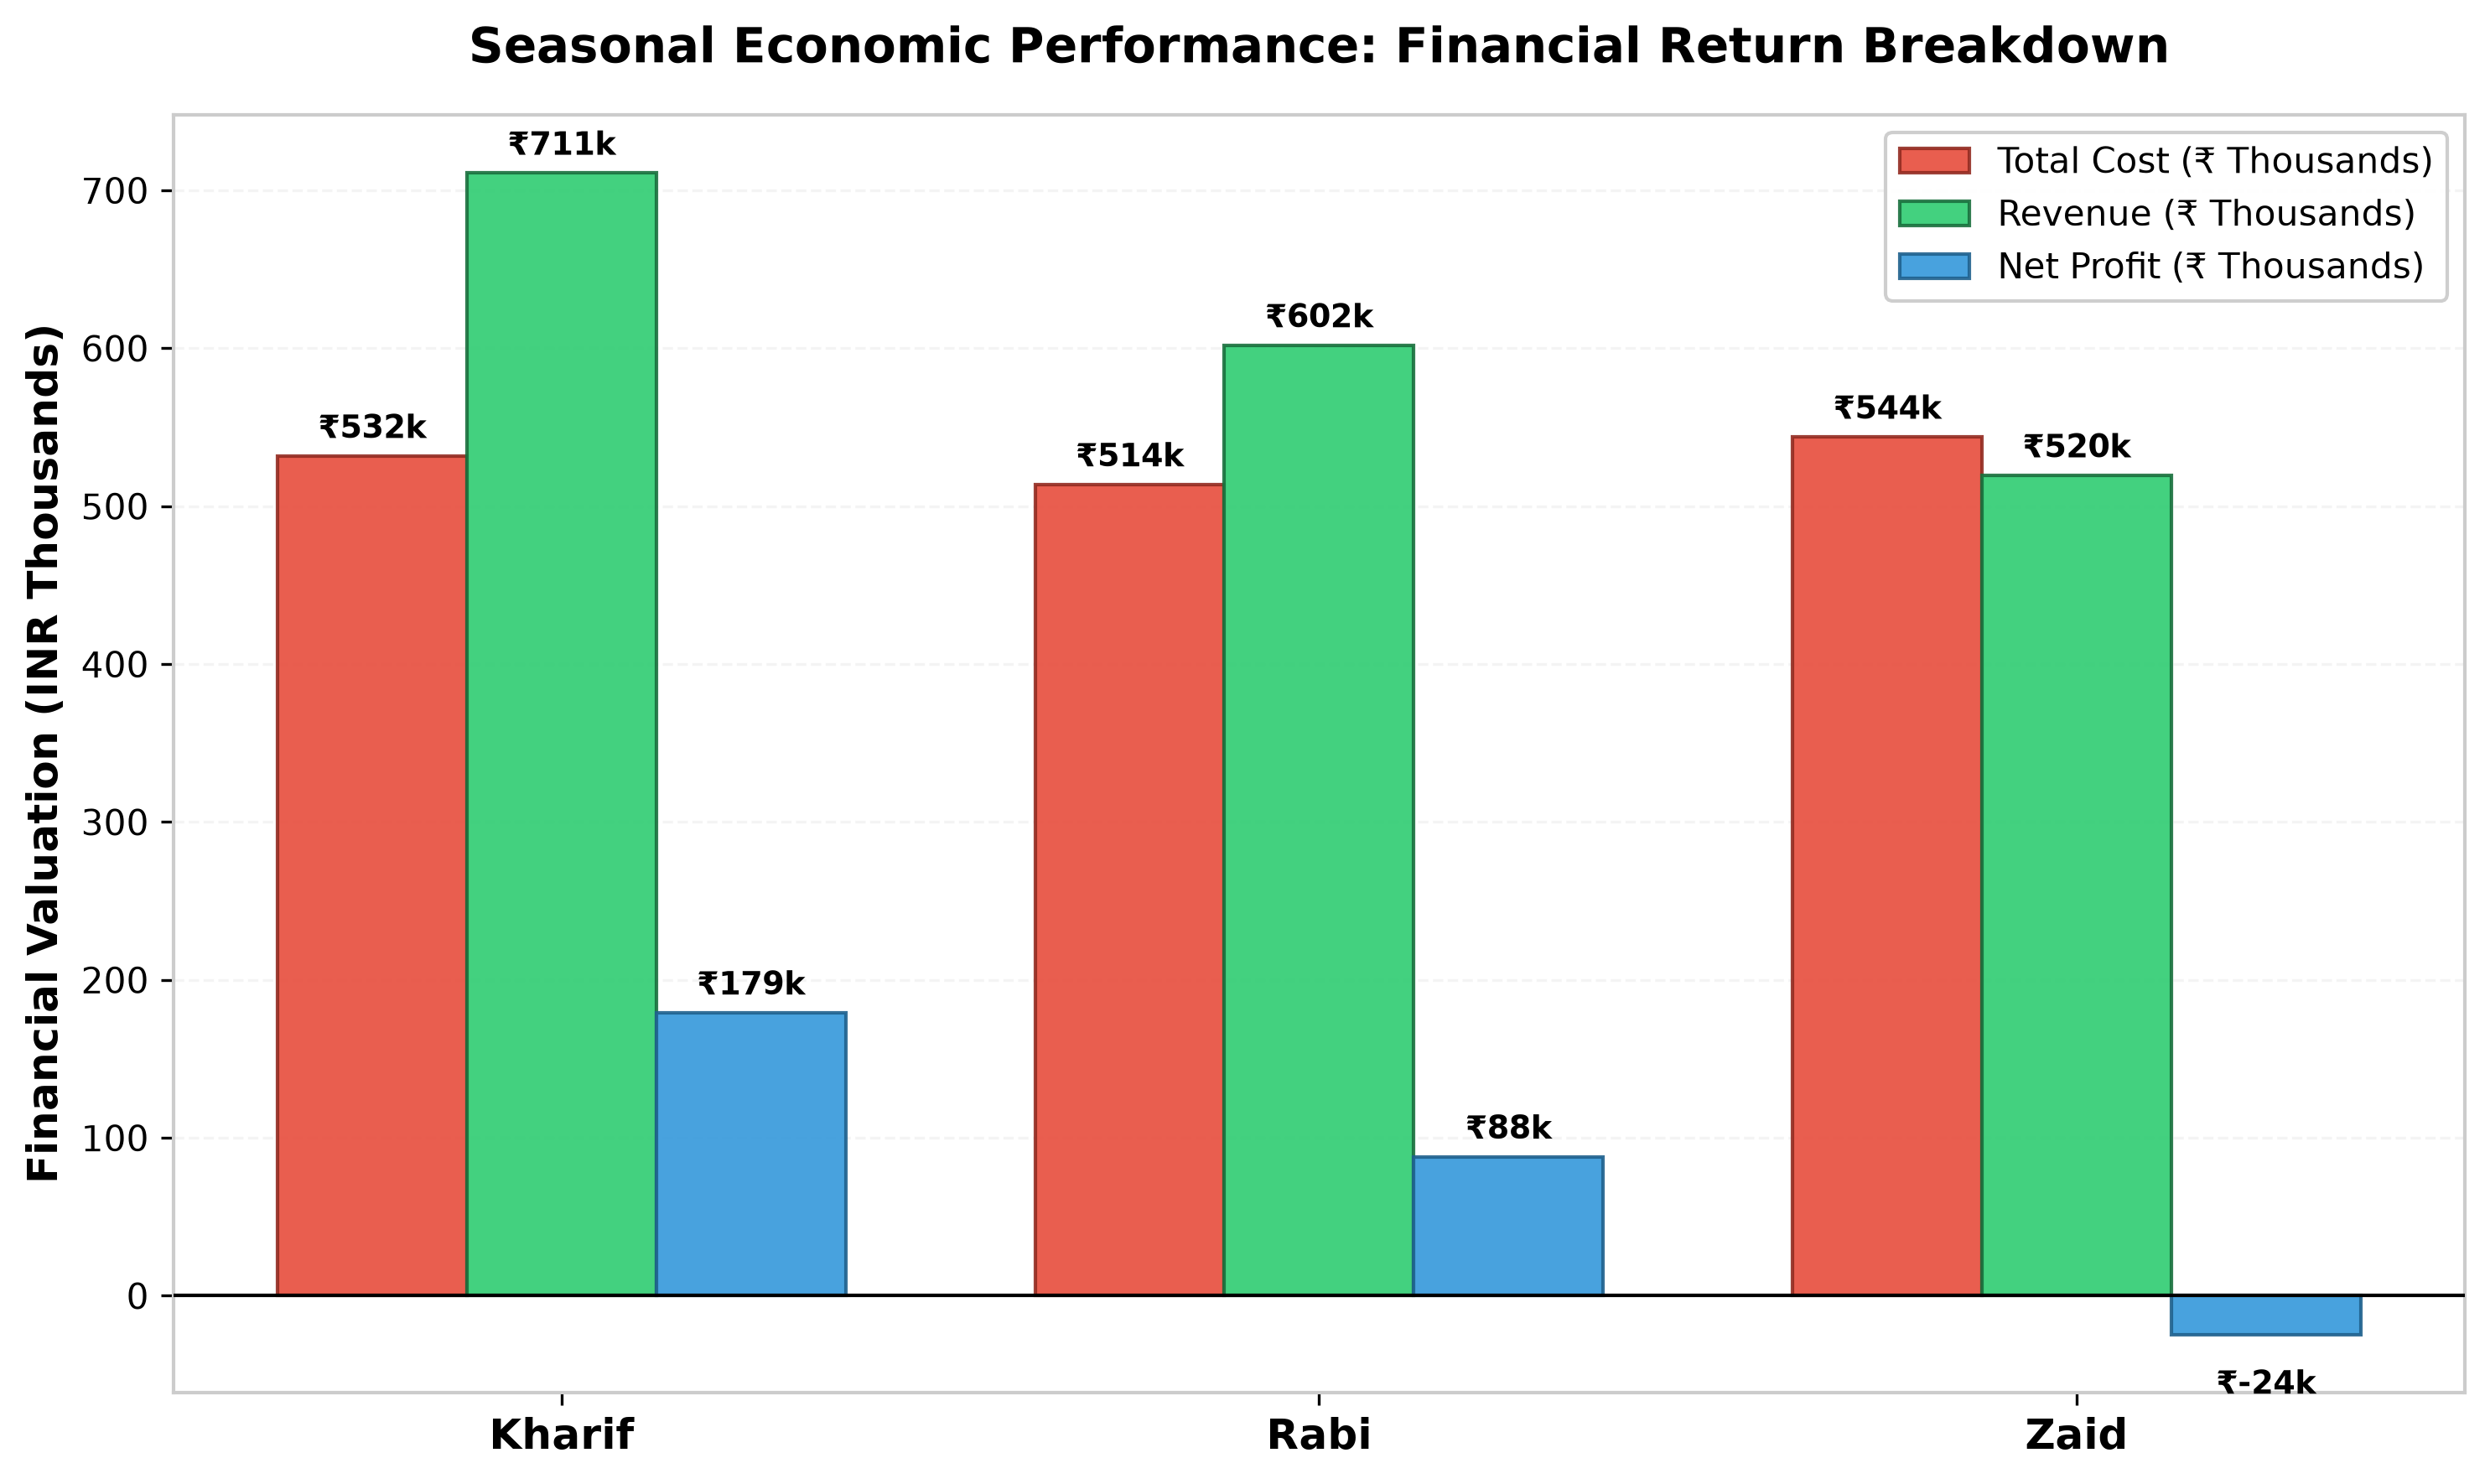 Seasonal Economic Performance: Financial Return Breakdown
Total Cost (₹ Thousands)
Revenue (₹ Thousands)
Net Profit (₹ Thousands)
Financial Valuation (INR Thousands)
700
600
500
400
300
200
100
0
₹532k
₹711k
₹179k
₹514k
₹602k
₹88k
₹544k
₹520k
₹-24k
Kharif
Rabi
Zaid